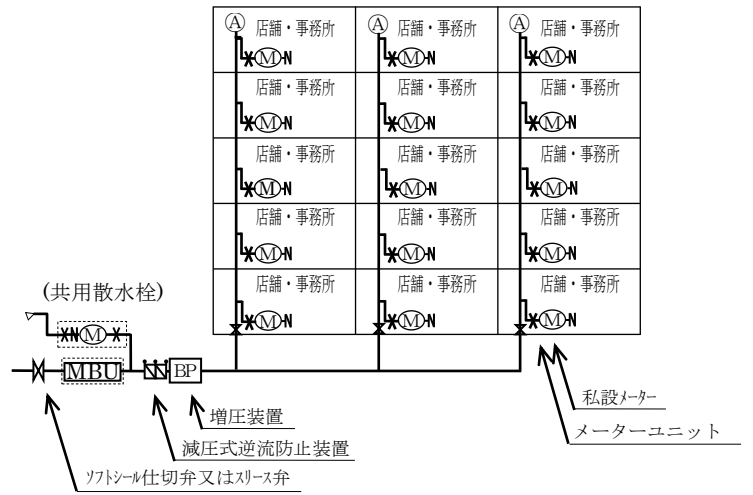 A 店舗・事務所 A 店舗・事務所 A 店舗・事務所
M N M N M N
店舗・事務所 店舗・事務所 店舗・事務所
M N M N M N
店舗・事務所 店舗・事務所 店舗・事務所
M N M N M N
店舗・事務所 店舗・事務所 店舗・事務所
M N M N M N
店舗・事務所 店舗・事務所 店舗・事務所
M N M N M N
(共用散水栓)
N M
MBU BP
私設メーター
増圧装置
メーターユニット
減圧式逆流防止装置
ソフトシール仕切弁又はスリース弁